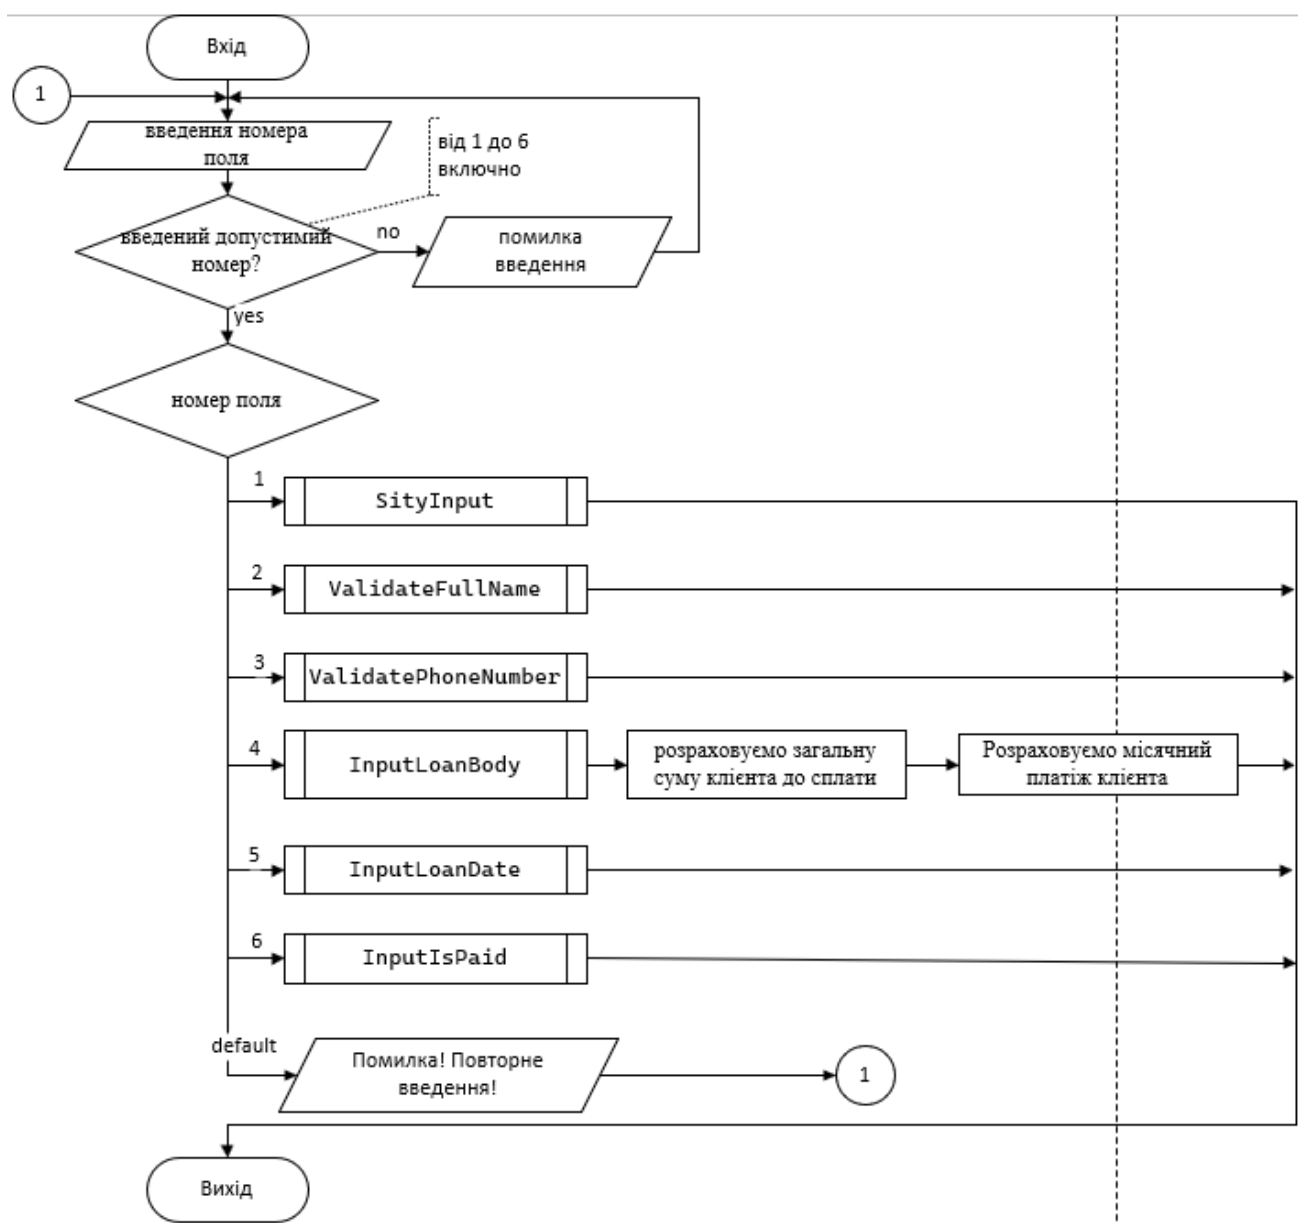 Вхід
1
введення номера
поля
від 1 до 6
включно
введений допустимий
номер?
no
помилка
введення
yes
номер поля
1
SityInput
2
ValidateFullName
3
ValidatePhoneNumber
4
InputLoanBody
розраховуємо загальну
суму клієнта до сплати
Розраховуємо місячний
платіж клієнта
5
InputLoanDate
6
InputIsPaid
default
Помилка! Повторне
введення!
1
Вихід